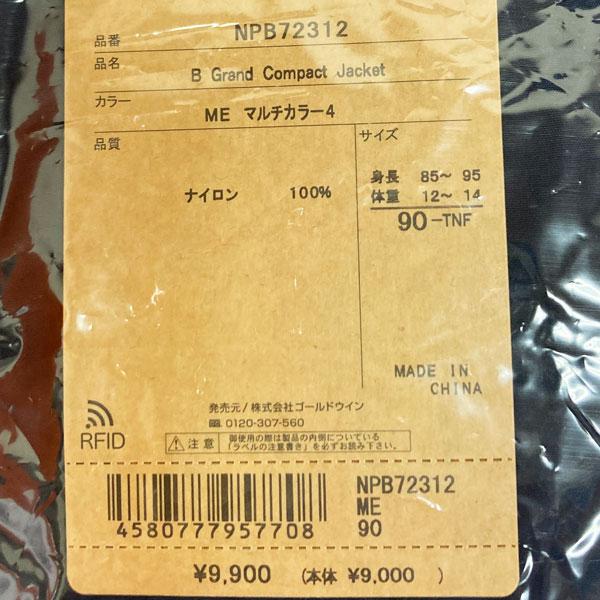 品番 NPB72312
品名 B Grand Compact Jacket
カラー ME マルチカラー4
品質
ナイロン 100%
サイズ
身長 85〜 95
体重 12〜 14
90-TNF
MADE IN
CHINA
RFID
発売元/株式会社ゴールドウイン
0120-307-560
注意
御使用の際は製品の内側についている
「ラベルの注意書き」を必ずお読み下さい。
4580777957708
NPB72312
ME
90
¥9,900 (本体 ¥9,000 )